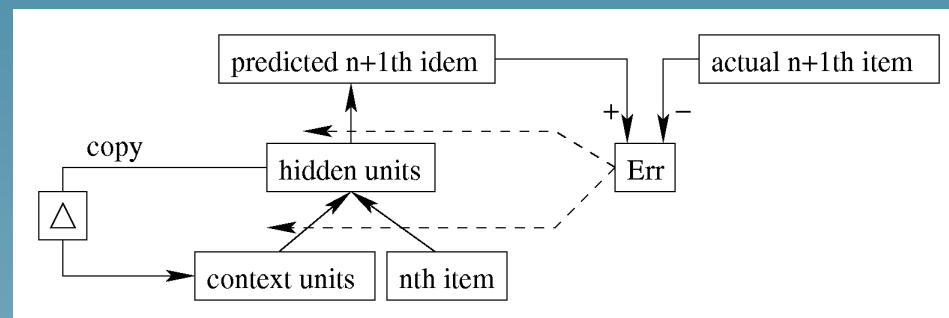 predicted n+1th idem
actual n+1th item
+
−
copy
hidden units
Err
△
context units
nth item